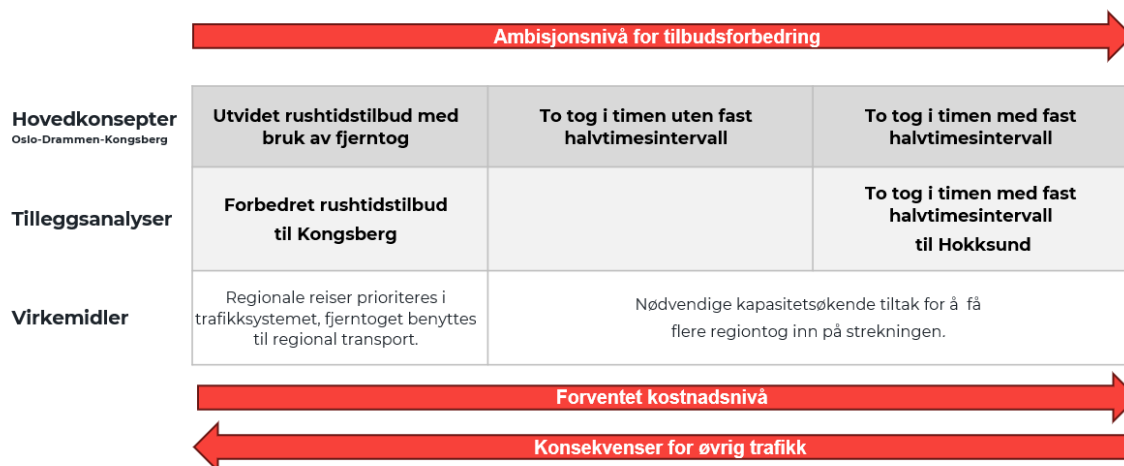 Ambisjonsnivå for tilbudsforbedring
Hovedkonsepter
Oslo-Drammen-Kongsberg
Utvidet rushtidstilbud med
bruk av fjerntog
To tog i timen uten fast
halvtimesintervall
To tog i timen med fast
halvtimesintervall
Tilleggsanalyser
Forbedret rushtidstilbud
til Kongsberg
To tog i timen med fast
halvtimesintervall
til Hokksund
Virkemidler
Regionale reiser prioriteres i
trafikksystemet, fjerntoget benyttes
til regional transport.
Nødvendige kapasitetsøkende tiltak for å få
flere regiontog inn på strekningen.
Forventet kostnadsnivå
Konsekvenser for øvrig trafikk